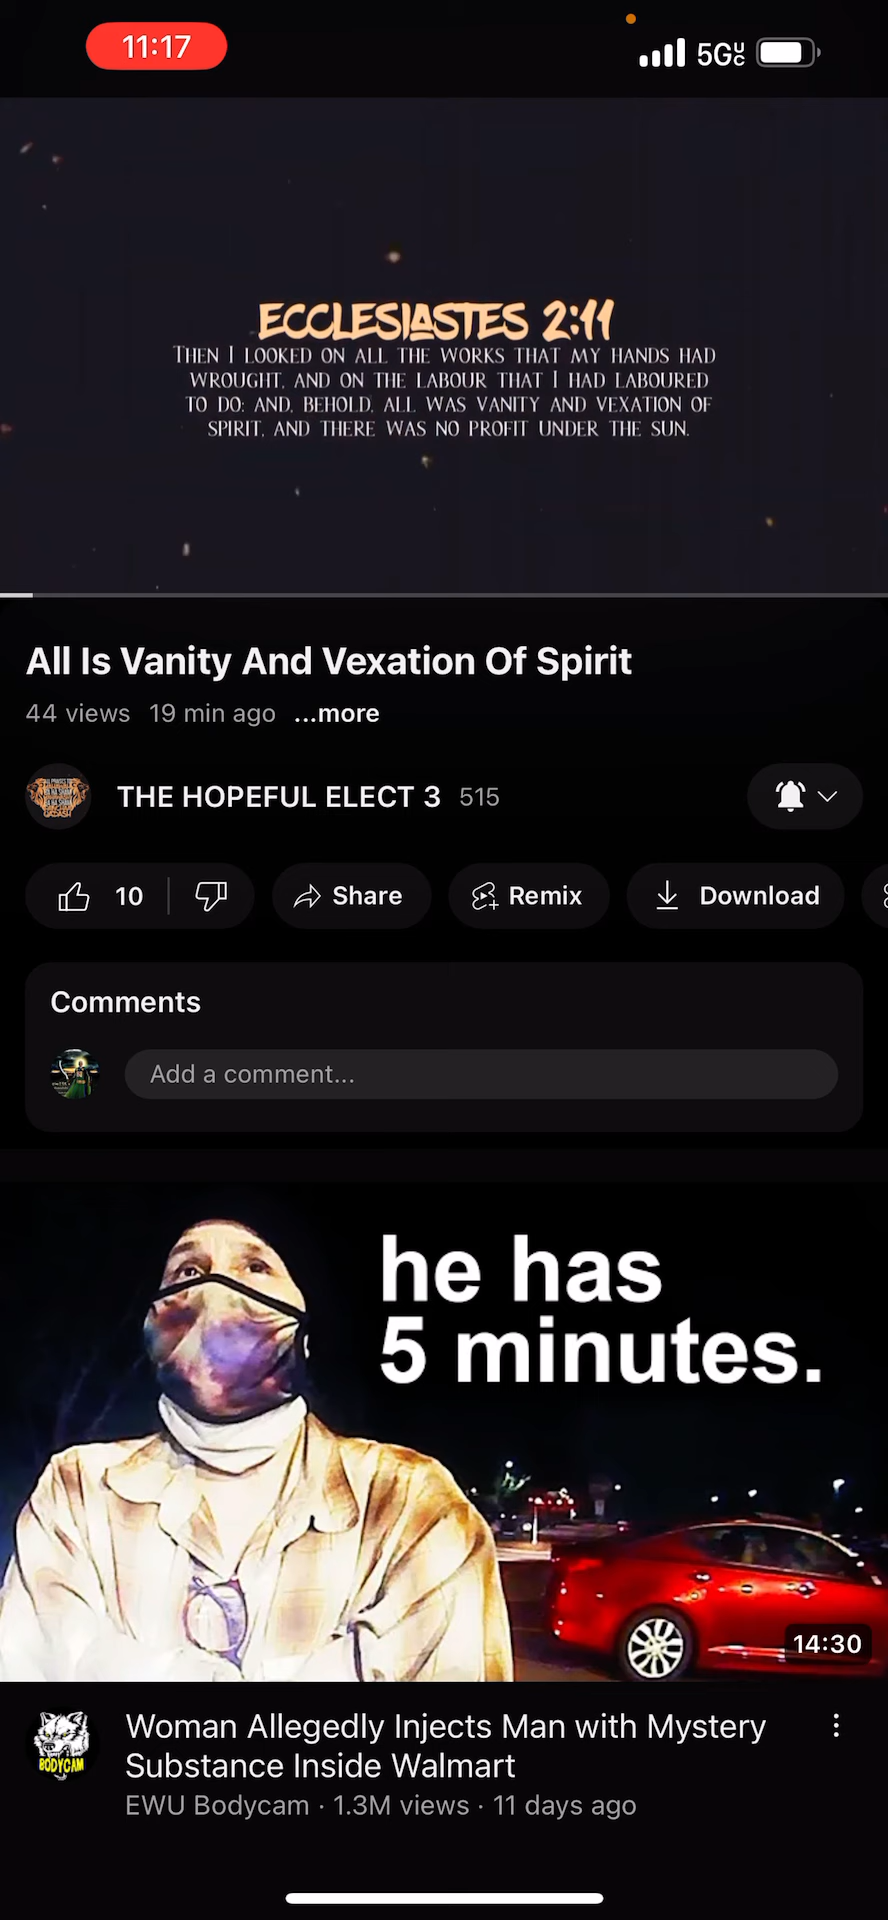 11:17
5G UC
ECCLESIASTES 2:11
THEN I LOOKED ON ALL THE WORKS THAT MY HANDS HAD
WROUGHT, AND ON THE LABOUR THAT I HAD LABOURED
TO DO: AND, BEHOLD, ALL WAS VANITY AND VEXATION OF
SPIRIT, AND THERE WAS NO PROFIT UNDER THE SUN.
All Is Vanity And Vexation Of Spirit
44 views 19 min ago ...more
THE HOPEFUL ELECT 3 515
10 Share Remix Download
Comments
Add a comment...
he has
5 minutes.
14:30
Woman Allegedly Injects Man with Mystery
Substance Inside Walmart
BODYCAM
EWU Bodycam · 1.3M views · 11 days ago